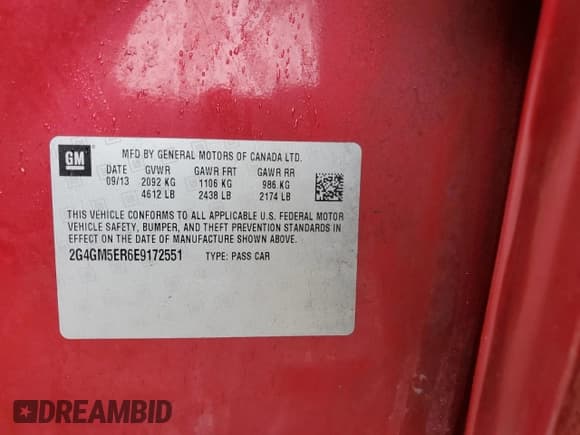 GM
MFD BY GENERAL MOTORS OF CANADA LTD.
DATE GVWR GAWR FRT GAWR RR
09/13 2092 KG 1106 KG 986 KG
4612 LB 2438 LB 2174 LB
THIS VEHICLE CONFORMS TO ALL APPLICABLE U.S. FEDERAL MOTOR
VEHICLE SAFETY, BUMPER, AND THEFT PREVENTION STANDARDS IN
EFFECT ON THE DATE OF MANUFACTURE SHOWN ABOVE.
2G4GM5ER6E9172551 TYPE: PASS CAR
DREAMBID